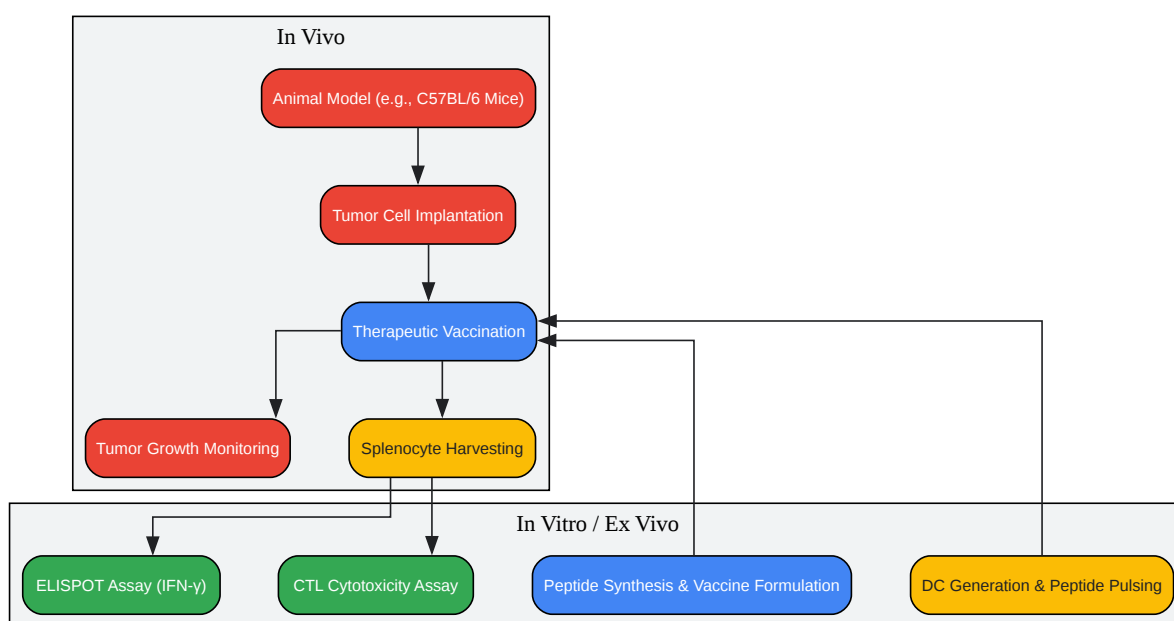 In Vivo
Animal Model (e.g., C57BL/6 Mice)
Tumor Cell Implantation
Therapeutic Vaccination
Tumor Growth Monitoring
Splenocyte Harvesting
In Vitro / Ex Vivo
ELISPOT Assay (IFN-γ)
CTL Cytotoxicity Assay
Peptide Synthesis & Vaccine Formulation
DC Generation & Peptide Pulsing